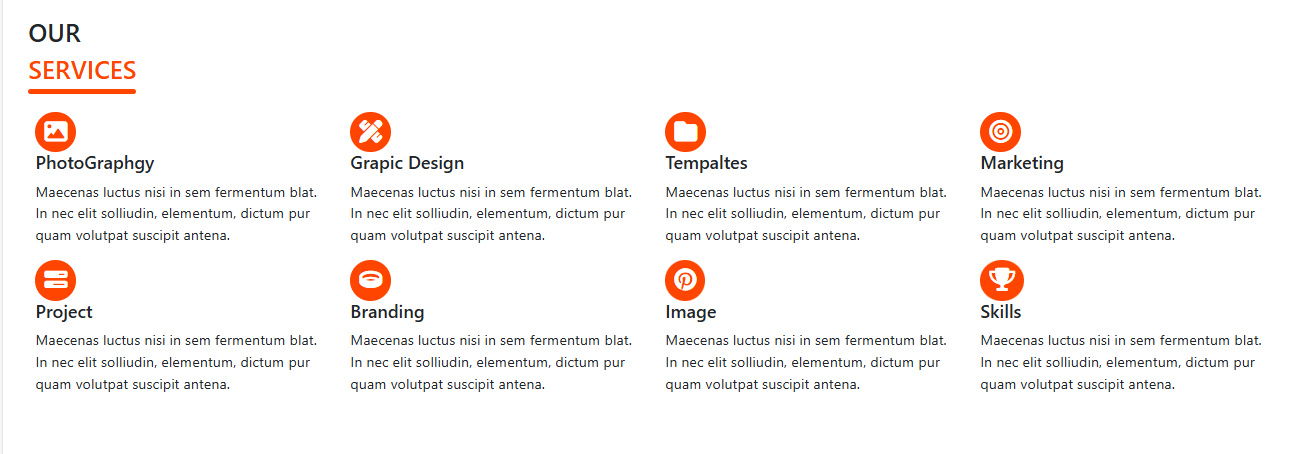 OUR
SERVICES
PhotoGraphgy
Maecenas luctus nisi in sem fermentum blat.
In nec elit solliudin, elementum, dictum pur
quam volutpat suscipit antena.
Grapic Design
Maecenas luctus nisi in sem fermentum blat.
In nec elit solliudin, elementum, dictum pur
quam volutpat suscipit antena.
Tempaltes
Maecenas luctus nisi in sem fermentum blat.
In nec elit solliudin, elementum, dictum pur
quam volutpat suscipit antena.
Marketing
Maecenas luctus nisi in sem fermentum blat.
In nec elit solliudin, elementum, dictum pur
quam volutpat suscipit antena.
Project
Maecenas luctus nisi in sem fermentum blat.
In nec elit solliudin, elementum, dictum pur
quam volutpat suscipit antena.
Branding
Maecenas luctus nisi in sem fermentum blat.
In nec elit solliudin, elementum, dictum pur
quam volutpat suscipit antena.
Image
Maecenas luctus nisi in sem fermentum blat.
In nec elit solliudin, elementum, dictum pur
quam volutpat suscipit antena.
Skills
Maecenas luctus nisi in sem fermentum blat.
In nec elit solliudin, elementum, dictum pur
quam volutpat suscipit antena.